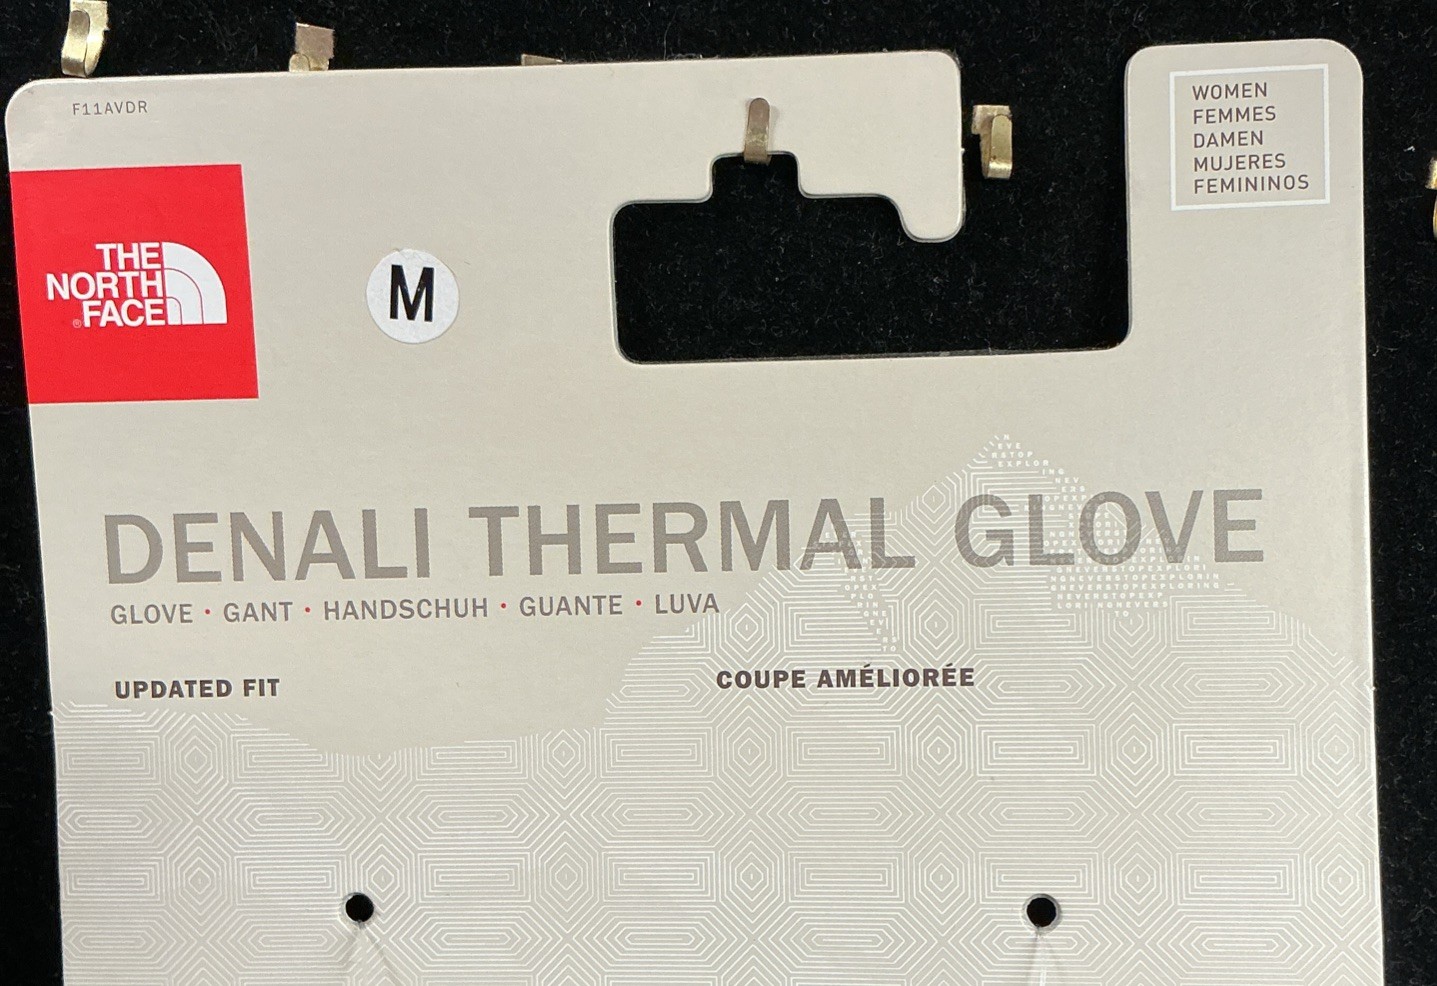 F11AVDR
WOMEN
FEMMES
DAMEN
MUJERES
FEMININOS
THE
NORTH
FACE
®
M
DENALI THERMAL GLOVE
GLOVE • GANT • HANDSCHUH • GUANTE • LUVA
UPDATED FIT
COUPE AMÉLIORÉE